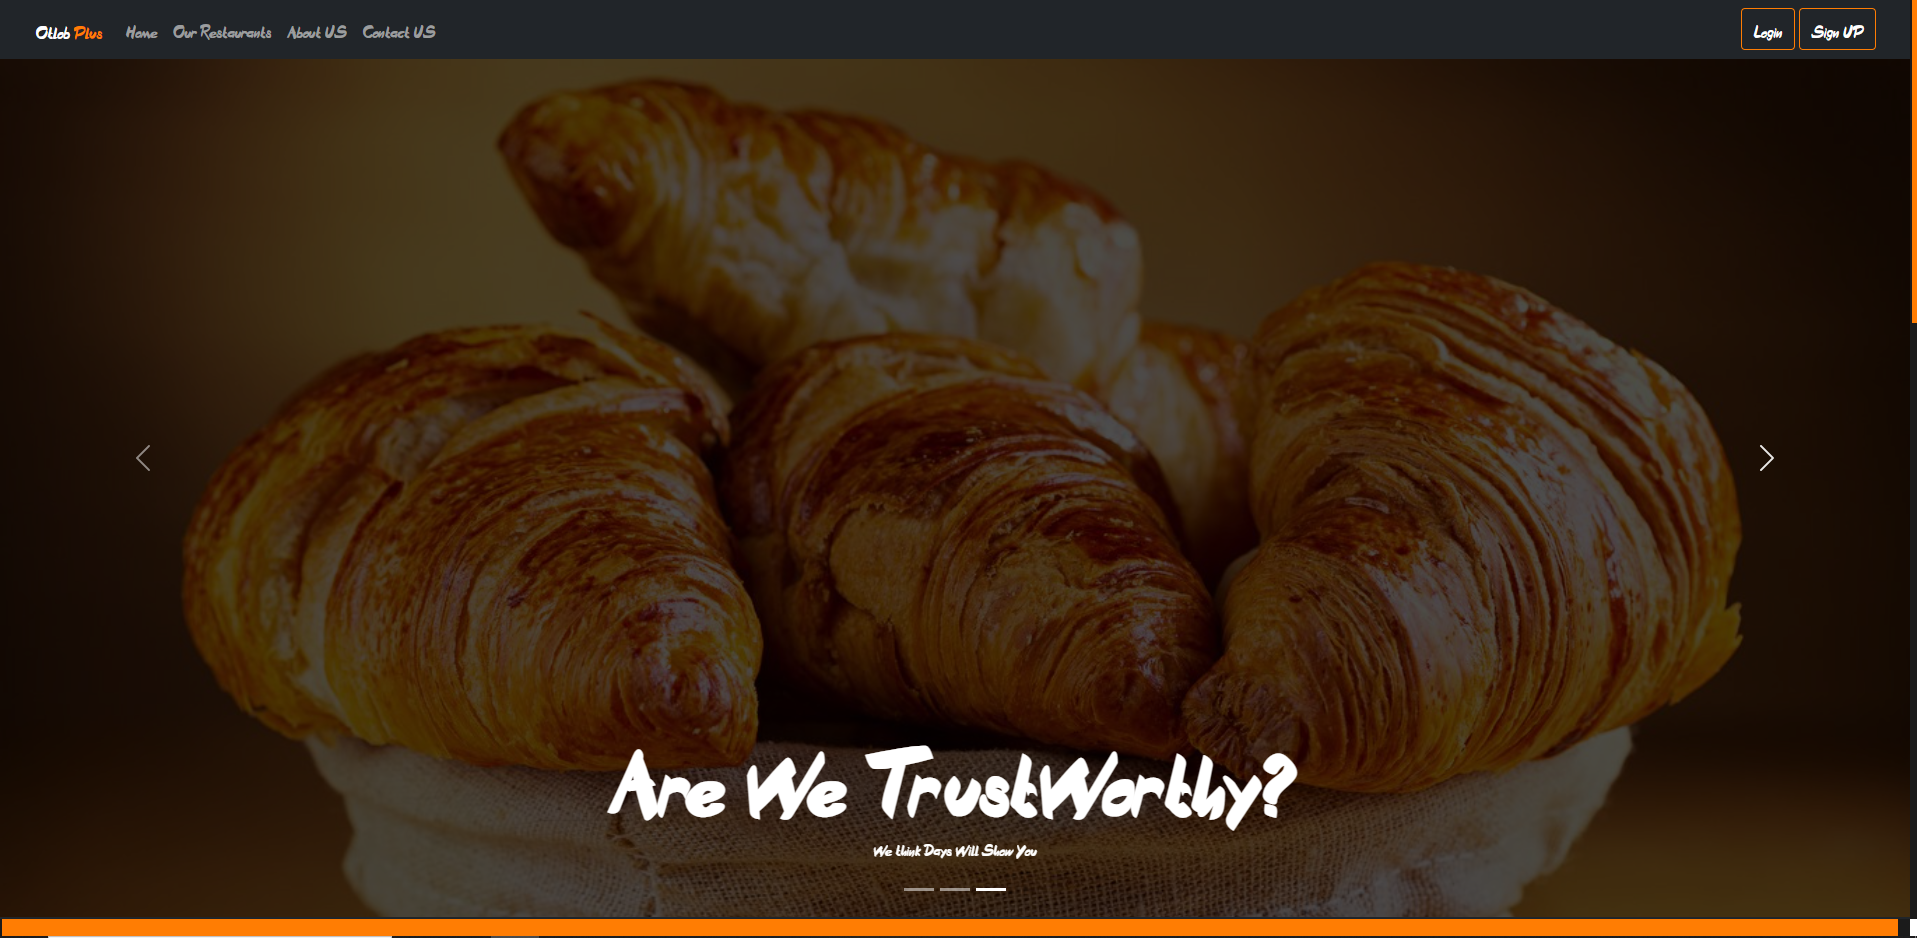 Otlob Plus Home Our Restaurants About US Contact US Login Sign UP
Are We TrustWorthy?
We think Days Will Show You